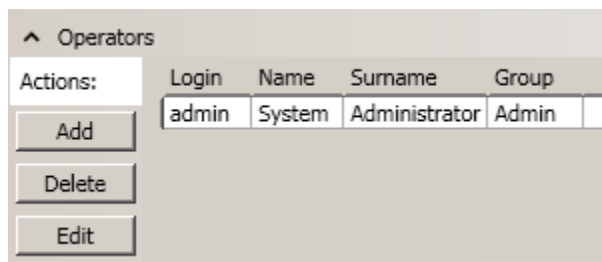 Operators
Actions:
Login Name Surname Group
admin System Administrator Admin
Add
Delete
Edit